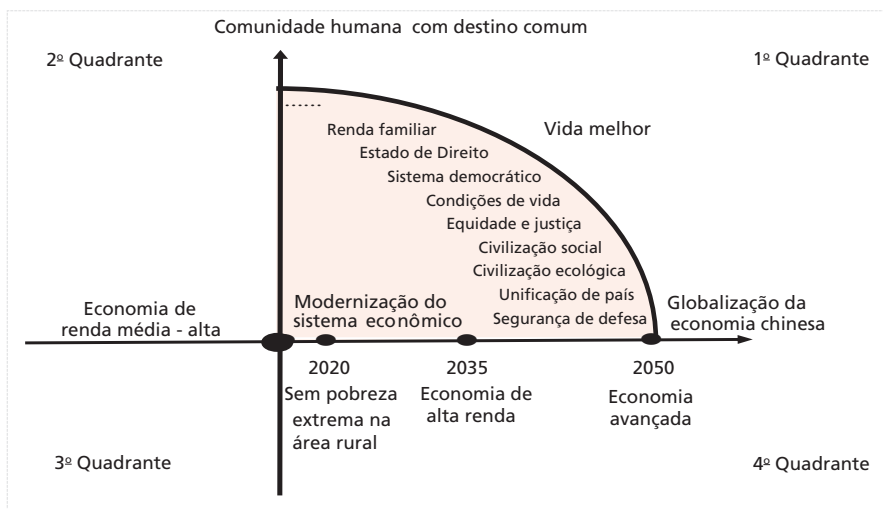 Comunidade humana com destino comum
2º Quadrante
1º Quadrante
Vida melhor
Renda familiar
Estado de Direito
Sistema democrático
Condições de vida
Equidade e justiça
Civilização social
Civilização ecológica
Unificação de país
Segurança de defesa
Economia de
renda média - alta
Modernização do
sistema econômico
Globalização da
economia chinesa
2020
Sem pobreza
extrema na
área rural
2035
Economia de
alta renda
2050
Economia
avançada
3º Quadrante
4º Quadrante